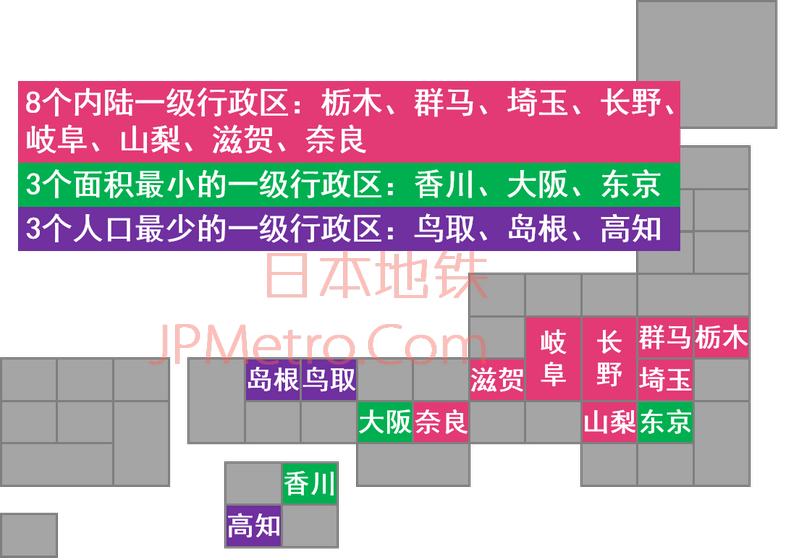 8个内陆一级行政区：栃木、群马、埼玉、长野、
岐阜、山梨、滋贺、奈良
3个面积最小的一级行政区：香川、大阪、东京
3个人口最少的一级行政区：鸟取、岛根、高知
日本地铁
JPMetro.Com
岐阜
长野
群马
栃木
岛根
鸟取
滋贺
埼玉
大阪
奈良
山梨
东京
香川
高知